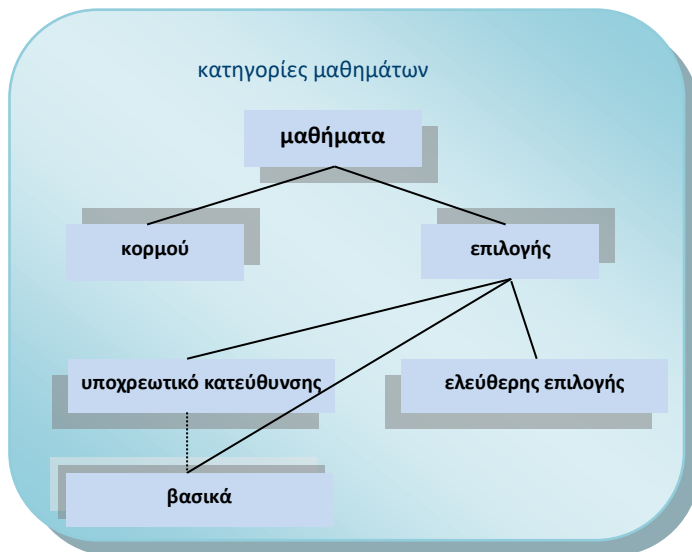 κατηγορίες μαθημάτων
μαθήματα
κορμού
επιλογής
υποχρεωτικό κατεύθυνσης
ελεύθερης επιλογής
βασικά